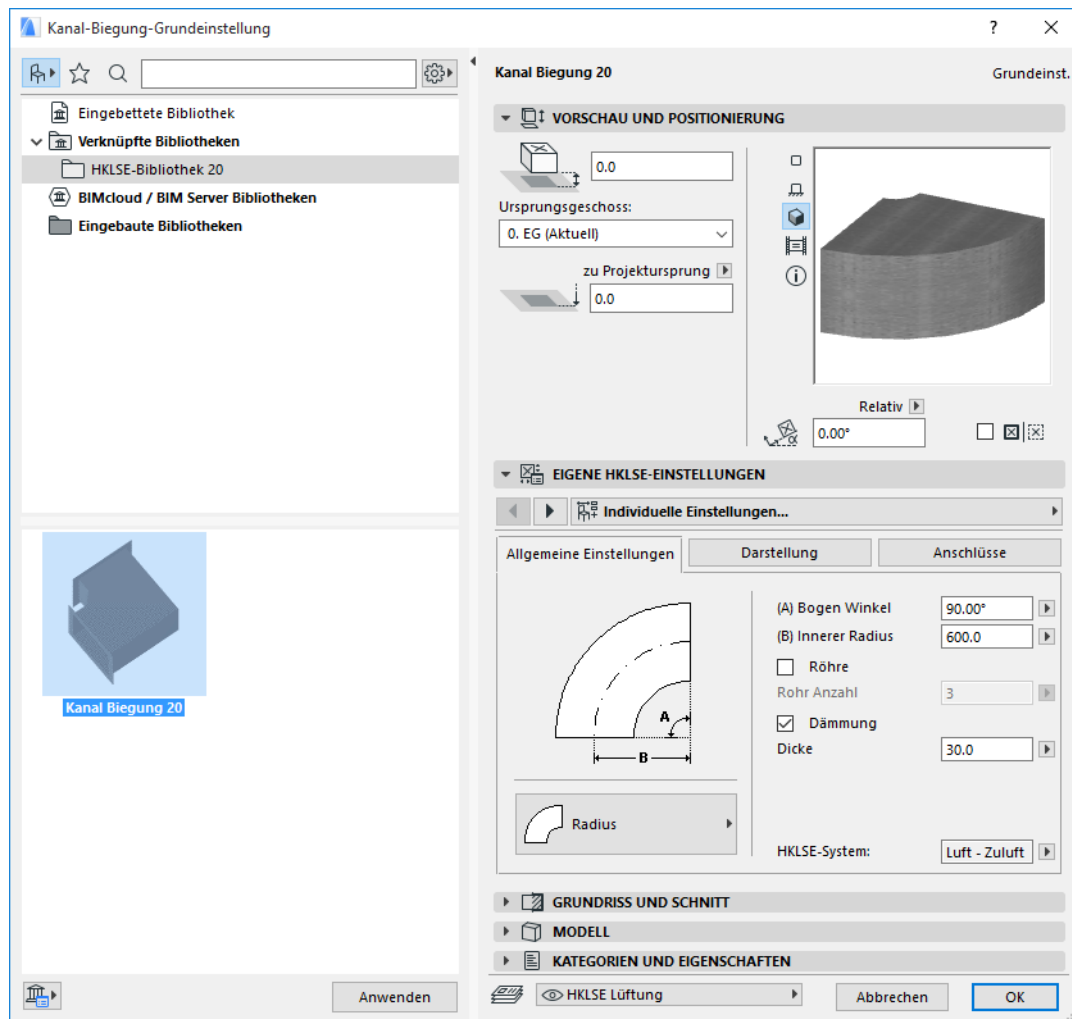 Kanal-Biegung-Grundeinstellung
?
Eingebettete Bibliothek
Verknüpfte Bibliotheken
HKLSE-Bibliothek 20
BIMcloud / BIM Server Bibliotheken
Eingebaute Bibliotheken
Kanal Biegung 20
Anwenden
Kanal Biegung 20
Grundeinst.
VORSCHAU UND POSITIONIERUNG
0.0
Ursprungsgeschoss:
0. EG (Aktuell)
zu Projektursprung
0.0
Relativ
α
0.00°
EIGENE HKLSE-EINSTELLUNGEN
Individuelle Einstellungen...
Allgemeine Einstellungen
Darstellung
Anschlüsse
A
B
Radius
(A) Bogen Winkel
90.00°
(B) Innerer Radius
600.0
Röhre
Rohr Anzahl
3
Dämmung
Dicke
30.0
HKLSE-System:
Luft - Zuluft
GRUNDRISS UND SCHNITT
MODELL
KATEGORIEN UND EIGENSCHAFTEN
HKLSE Lüftung
Abbrechen
OK